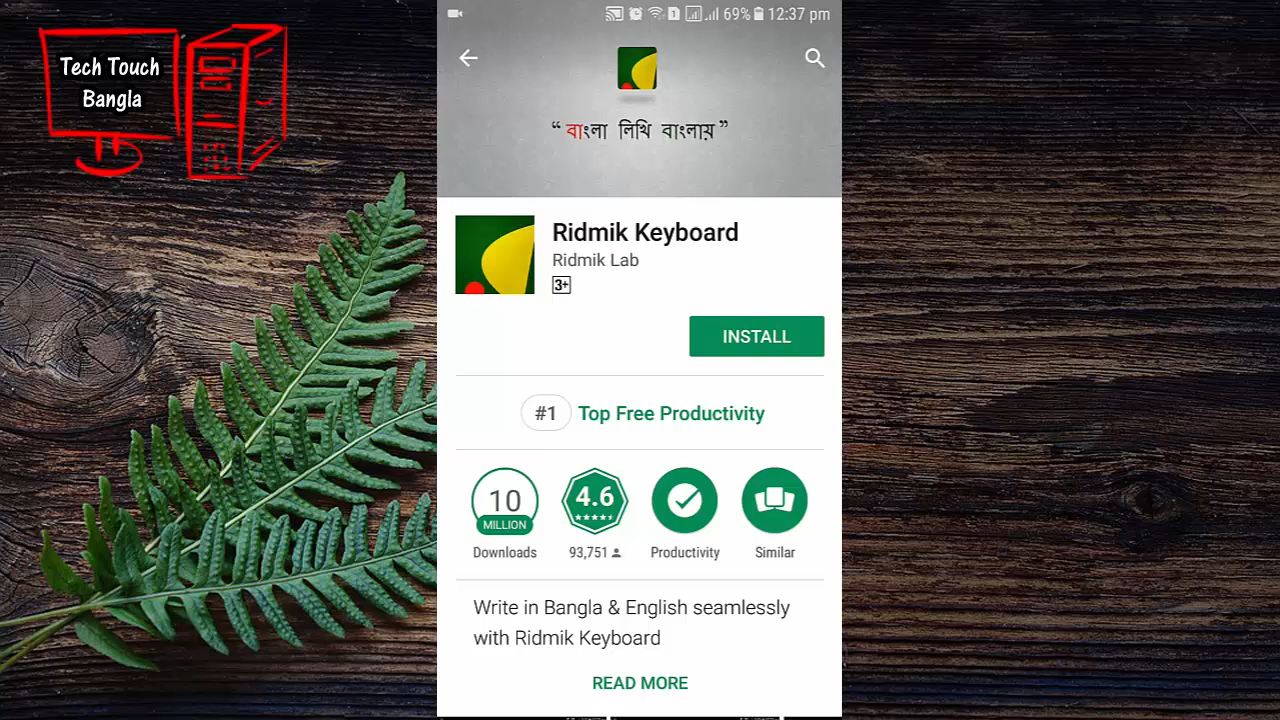 Tech Touch
Bangla
69% 12:37 pm
“ বাংলা লিখি বাংলায় ”
Ridmik Keyboard
Ridmik Lab
3+
INSTALL
#1 Top Free Productivity
10
MILLION
4.6
Downloads 93,751 Productivity Similar
Write in Bangla & English seamlessly
with Ridmik Keyboard
READ MORE